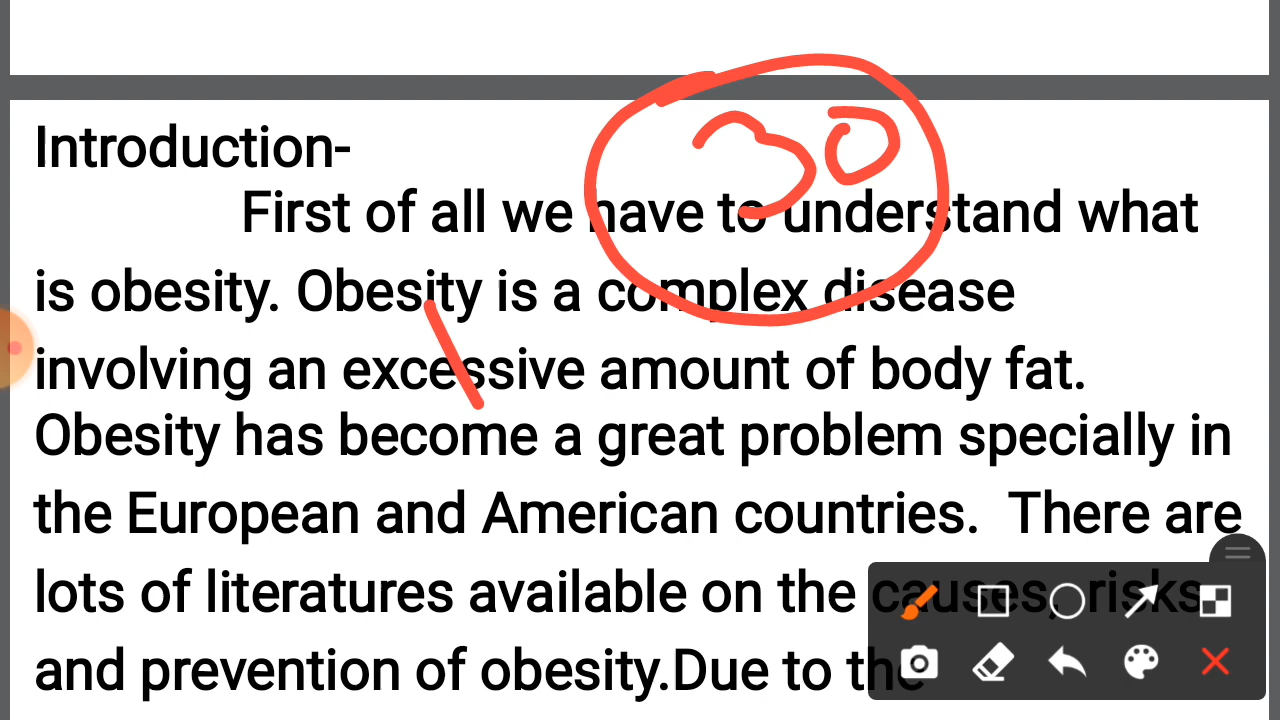 30
Introduction-
First of all we have to understand what
is obesity. Obesity is a complex disease
involving an excessive amount of body fat.
Obesity has become a great problem specially in
the European and American countries. There are
lots of literatures available on the causes, risks
and prevention of obesity.Due to the